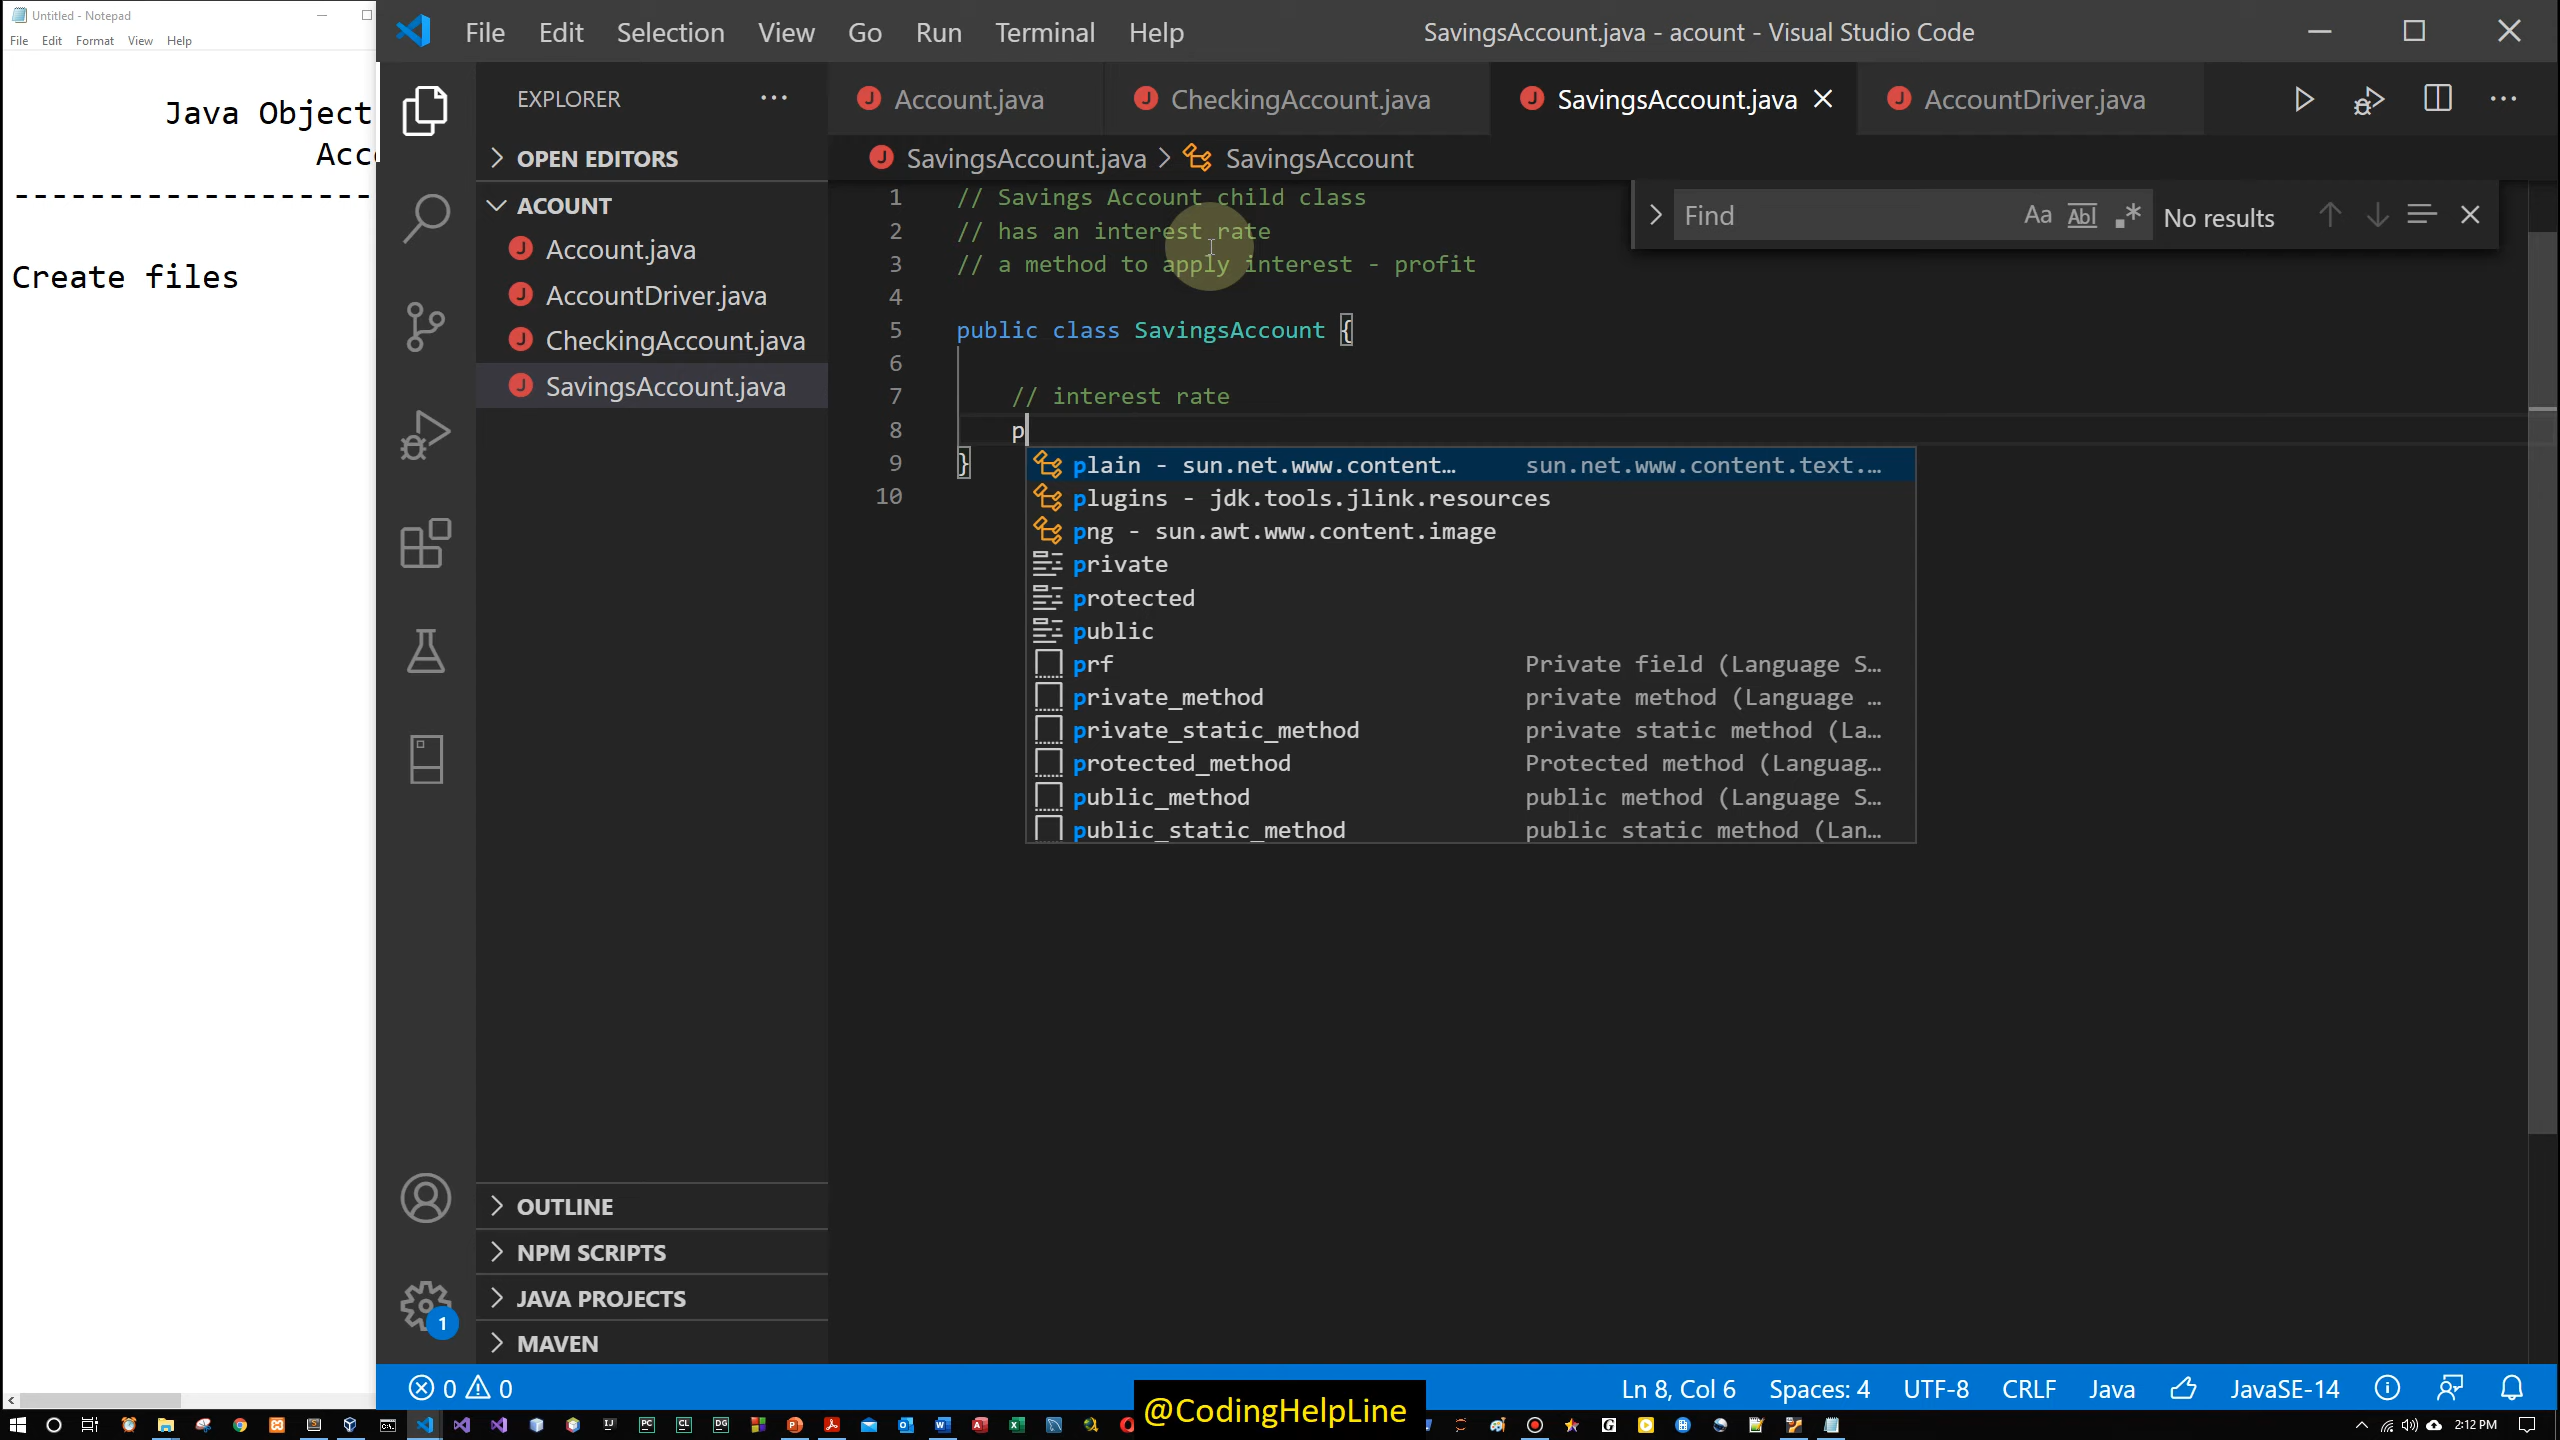 Untitled - Notepad
File Edit Format View Help
Java Object
Acc
-------------------
Create files
File Edit Selection View Go Run Terminal Help
SavingsAccount.java - acount - Visual Studio Code
EXPLORER
OPEN EDITORS
ACOUNT
Account.java
AccountDriver.java
CheckingAccount.java
SavingsAccount.java
OUTLINE
NPM SCRIPTS
JAVA PROJECTS
MAVEN
1
Account.java CheckingAccount.java SavingsAccount.java AccountDriver.java
SavingsAccount.java > SavingsAccount
Find Aa Abl .* No results
1 // Savings Account child class
2 // has an interest rate
3 // a method to apply interest - profit
4
5 public class SavingsAccount {
6
7 // interest rate
8 p
9 }
10
plain - sun.net.www.content… sun.net.www.content.text.…
plugins - jdk.tools.jlink.resources
png - sun.awt.www.content.image
private
protected
public
prf Private field (Language S…
private_method private method (Language …
private_static_method private static method (La…
protected_method Protected method (Languag…
public_method public method (Language S…
public_static_method public static method (Lan…
0 0
Ln 8, Col 6 Spaces: 4 UTF-8 CRLF Java JavaSE-14
@CodingHelpLine
2:12 PM